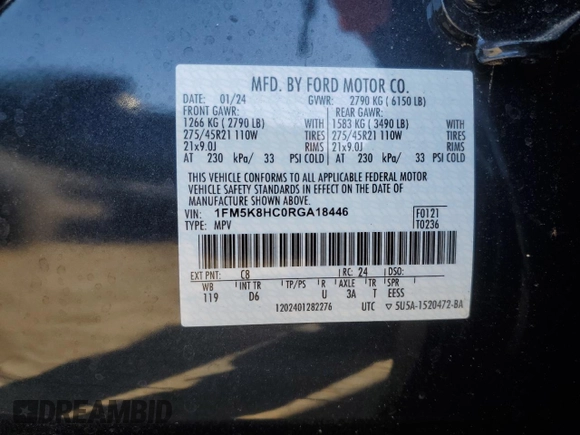 MFD. BY FORD MOTOR CO.
DATE: 01/24 GVWR: 2790 KG ( 6150 LB)
FRONT GAWR: REAR GAWR:
1266 KG ( 2790 LB) WITH 1583 KG ( 3490 LB) WITH
275/45R21 110W TIRES 275/45R21 110W TIRES
21x9.0J RIMS 21x9.0J RIMS
AT 230 kPa/ 33 PSI COLD AT 230 kPa/ 33 PSI COLD
THIS VEHICLE CONFORMS TO ALL APPLICABLE FEDERAL MOTOR
VEHICLE SAFETY STANDARDS IN EFFECT ON THE DATE OF
MANUFACTURE SHOWN ABOVE.
VIN: 1FM5K8HC0RGA18446 F0121
TYPE: MPV T0236
EXT PNT: C8 RC: 24 DSO:
WB INT TR TP/PS R AXLE TR SPR
119 D6 U 3A T EESS
1202401282276 UTC ▽ 5U5A-1520472-BA
DREAMBID